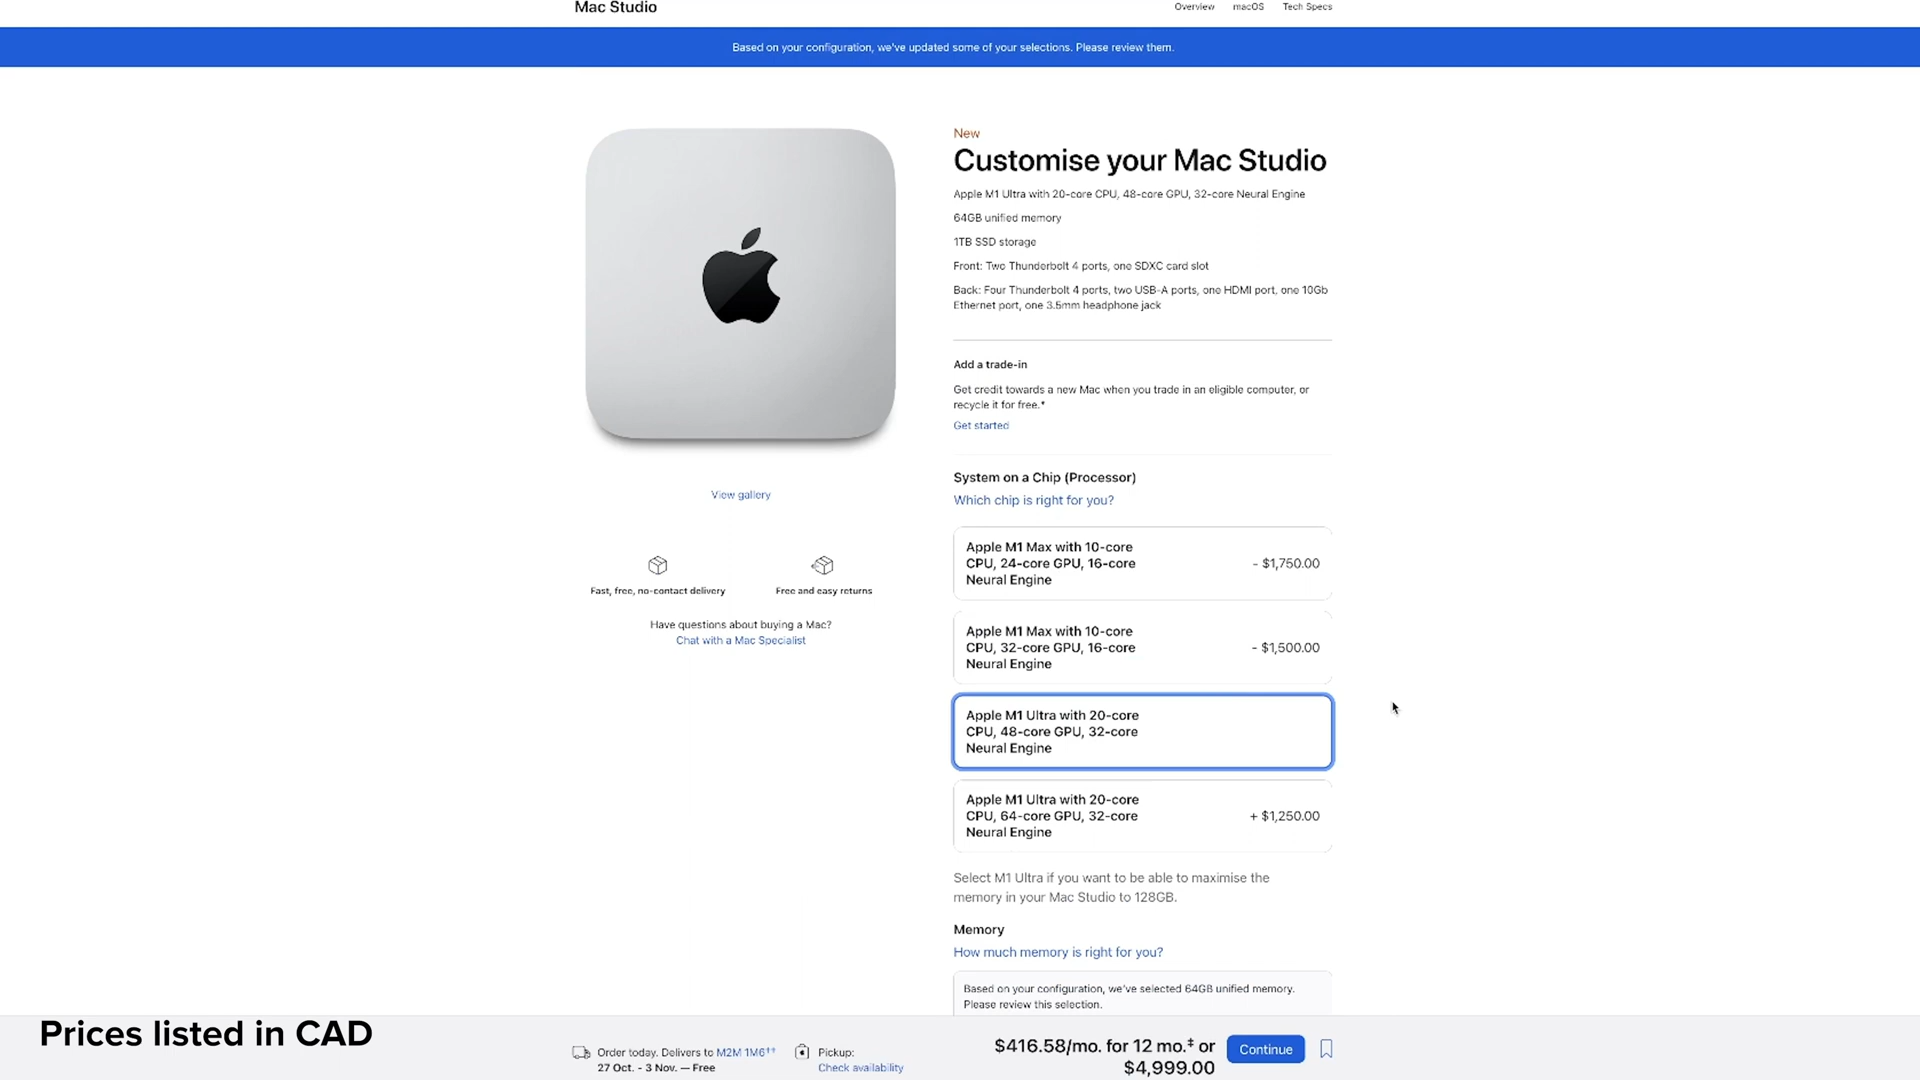 Mac Studio
Overview macOS Tech Specs
Based on your configuration, we've updated some of your selections. Please review them.
New
Customise your Mac Studio
Apple M1 Ultra with 20-core CPU, 48-core GPU, 32-core Neural Engine
64GB unified memory
1TB SSD storage
Front: Two Thunderbolt 4 ports, one SDXC card slot
Back: Four Thunderbolt 4 ports, two USB-A ports, one HDMI port, one 10Gb
Ethernet port, one 3.5mm headphone jack
Add a trade-in
Get credit towards a new Mac when you trade in an eligible computer, or
recycle it for free.*
Get started
View gallery
Fast, free, no-contact delivery
Free and easy returns
Have questions about buying a Mac?
Chat with a Mac Specialist
System on a Chip (Processor)
Which chip is right for you?
Apple M1 Max with 10-core
CPU, 24-core GPU, 16-core
Neural Engine
- $1,750.00
Apple M1 Max with 10-core
CPU, 32-core GPU, 16-core
Neural Engine
- $1,500.00
Apple M1 Ultra with 20-core
CPU, 48-core GPU, 32-core
Neural Engine
Apple M1 Ultra with 20-core
CPU, 64-core GPU, 32-core
Neural Engine
+ $1,250.00
Select M1 Ultra if you want to be able to maximise the
memory in your Mac Studio to 128GB.
Memory
How much memory is right for you?
Based on your configuration, we've selected 64GB unified memory.
Please review this selection.
Prices listed in CAD
Order today. Delivers to M2M 1M6††
27 Oct. - 3 Nov. — Free
Pickup:
Check availability
$416.58/mo. for 12 mo.‡ or
$4,999.00
Continue